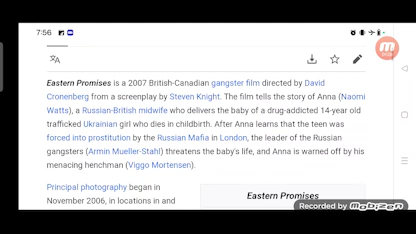 7:56
Eastern Promises is a 2007 British-Canadian gangster film directed by David
Cronenberg from a screenplay by Steven Knight. The film tells the story of Anna (Naomi
Watts), a Russian-British midwife who delivers the baby of a drug-addicted 14-year old
trafficked Ukrainian girl who dies in childbirth. After Anna learns that the teen was
forced into prostitution by the Russian Mafia in London, the leader of the Russian
gangsters (Armin Mueller-Stahl) threatens the baby's life, and Anna is warned off by his
menacing henchman (Viggo Mortensen).
Principal photography began in
November 2006, in locations in and
Eastern Promises
Recorded by mobizen